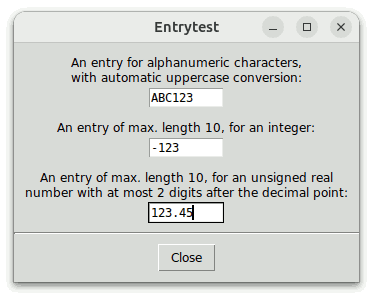 Entrytest
An entry for alphanumeric characters,
with automatic uppercase conversion:
ABC123
An entry of max. length 10, for an integer:
-123
An entry of max. length 10, for an unsigned real
number with at most 2 digits after the decimal point:
123.45
Close